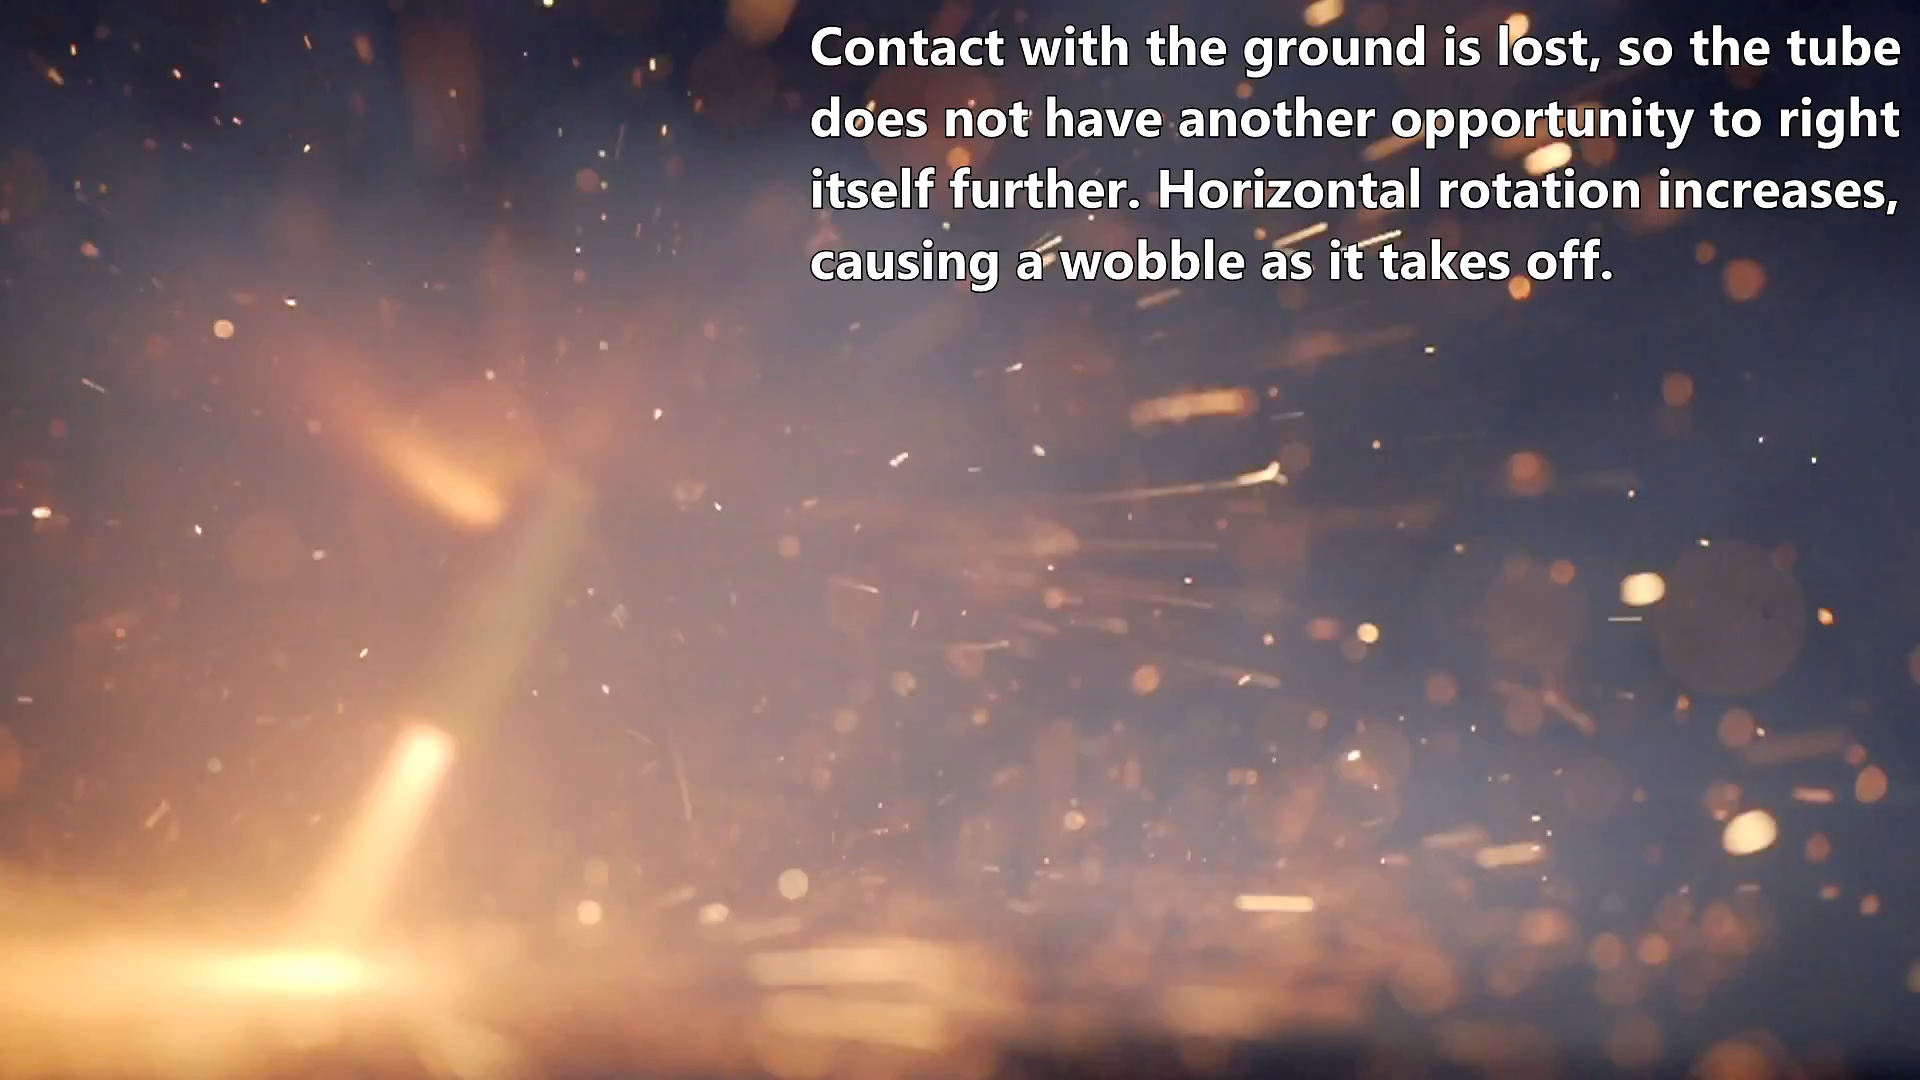 Contact with the ground is lost, so the tube
does not have another opportunity to right
itself further. Horizontal rotation increases,
causing a wobble as it takes off.